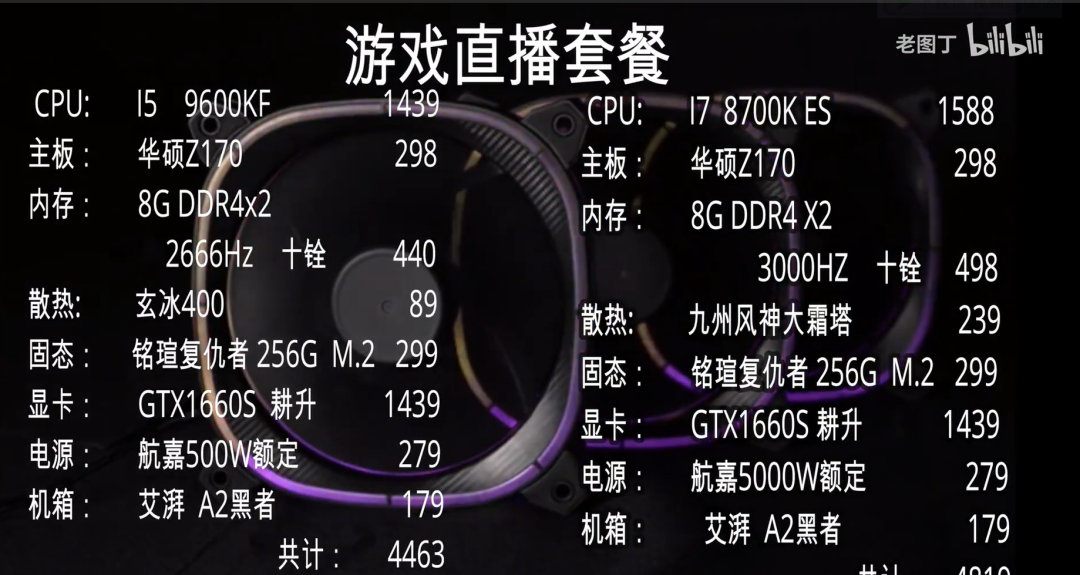 游戏直播套餐
老图丁 bilibili
CPU: I5 9600KF 1439
主板： 华硕Z170 298
内存： 8G DDR4x2
2666Hz 十铨 440
散热: 玄冰400 89
固态： 铭瑄复仇者 256G M.2 299
显卡： GTX1660S 耕升 1439
电源： 航嘉500W额定 279
机箱： 艾湃 A2黑者 179
共计： 4463
CPU: I7 8700K ES 1588
主板： 华硕Z170 298
内存： 8G DDR4 X2
3000HZ 十铨 498
散热: 九州风神大霜塔 239
固态： 铭瑄复仇者 256G M.2 299
显卡： GTX1660S 耕升 1439
电源： 航嘉5000W额定 279
机箱： 艾湃 A2黑者 179